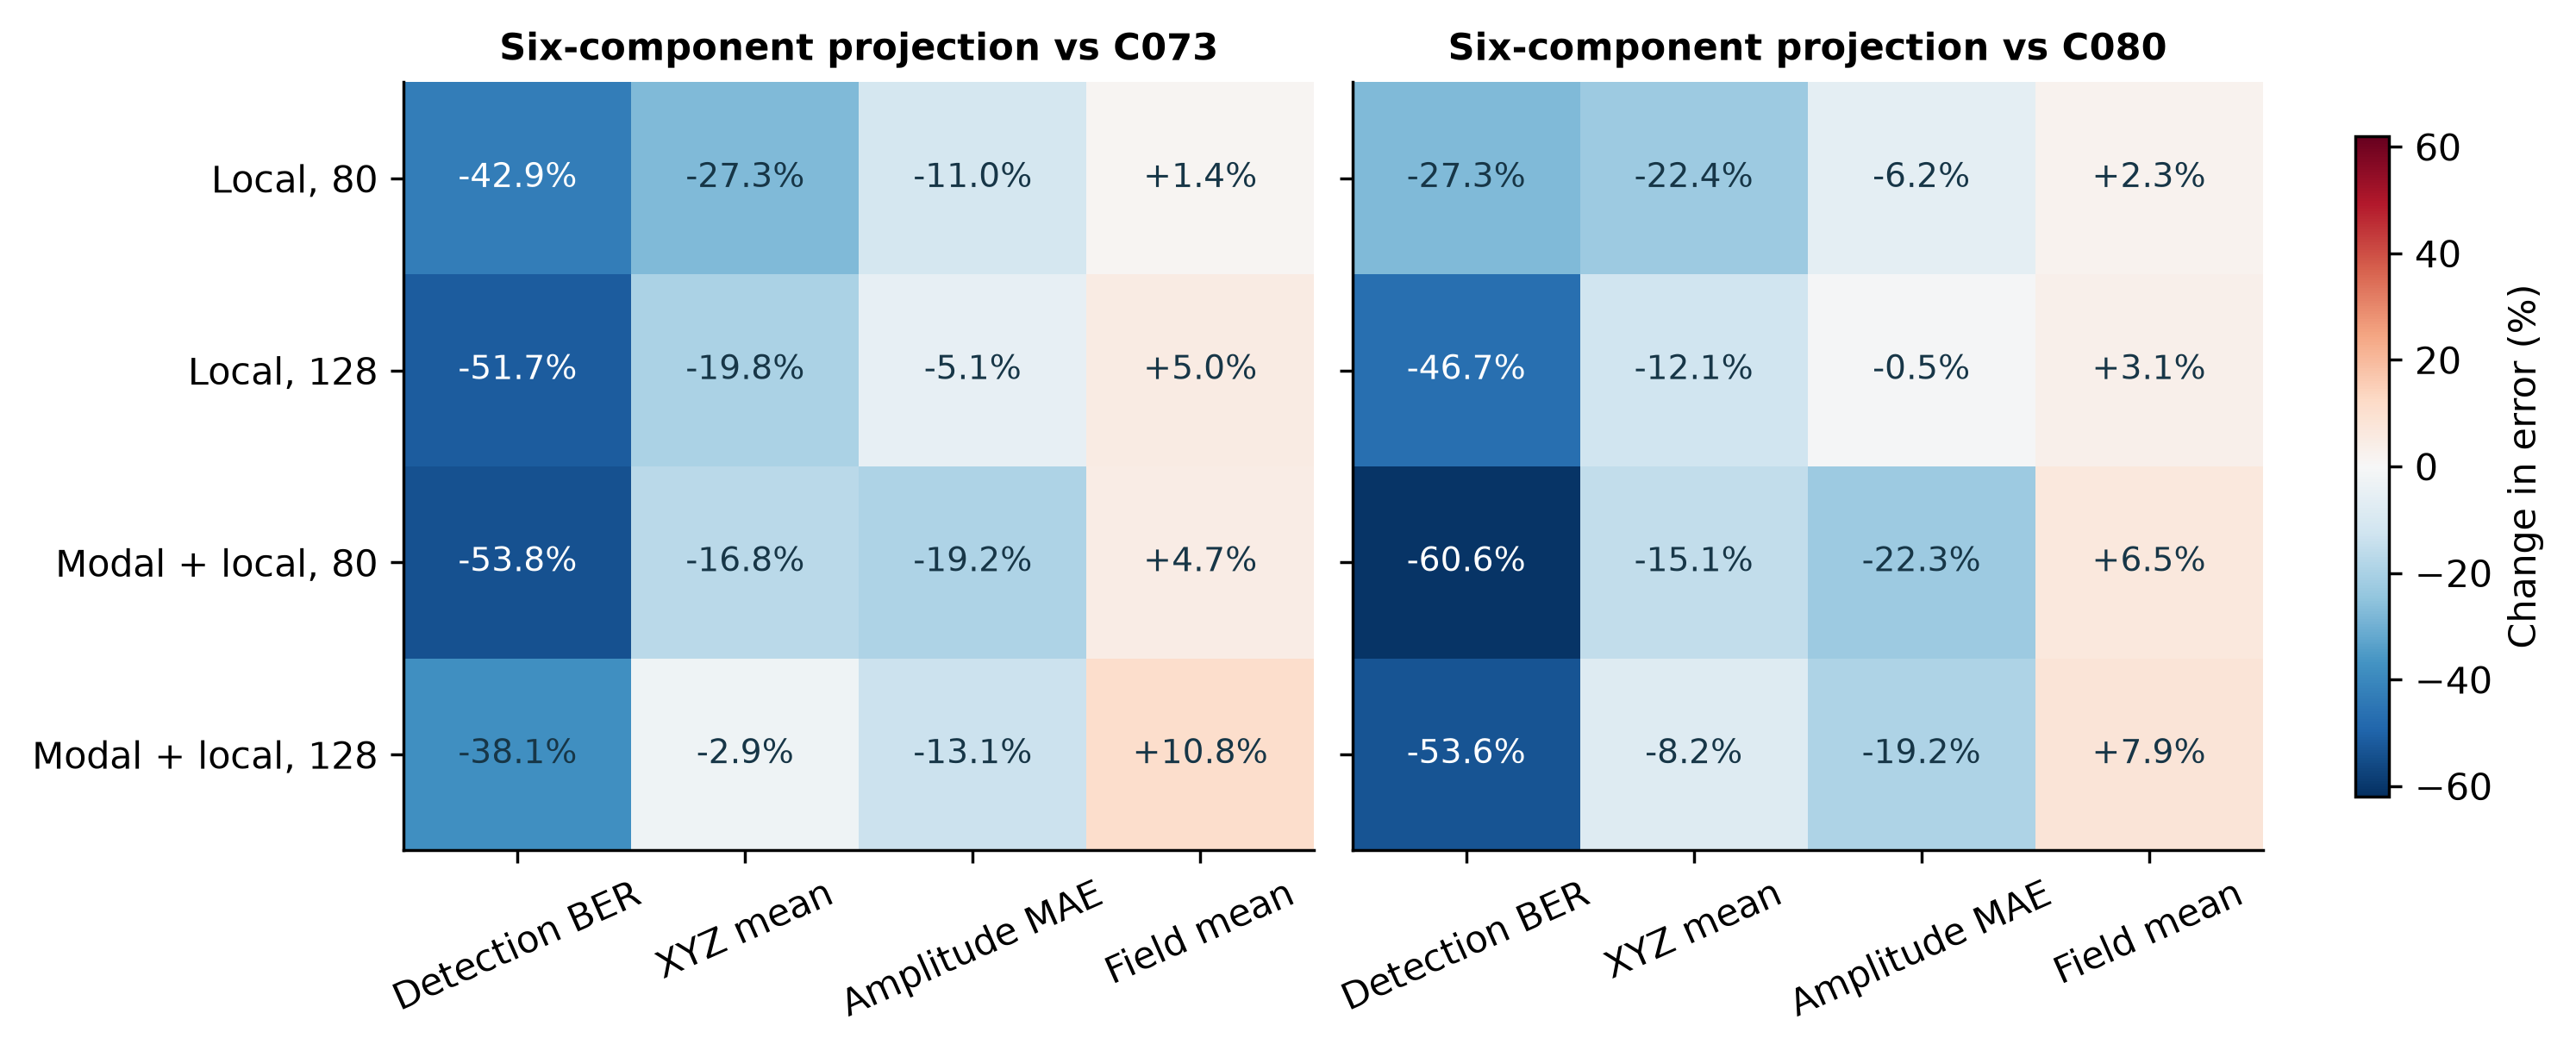 Six-component projection vs C073
Six-component projection vs C080
Local, 80
-42.9% -27.3% -11.0% +1.4%
-27.3% -22.4% -6.2% +2.3%
Local, 128
-51.7% -19.8% -5.1% +5.0%
-46.7% -12.1% -0.5% +3.1%
Modal + local, 80
-53.8% -16.8% -19.2% +4.7%
-60.6% -15.1% -22.3% +6.5%
Modal + local, 128
-38.1% -2.9% -13.1% +10.8%
-53.6% -8.2% -19.2% +7.9%
Detection BER
XYZ mean
Amplitude MAE
Field mean
Detection BER
XYZ mean
Amplitude MAE
Field mean
60
40
20
0
−20
−40
−60
Change in error (%)